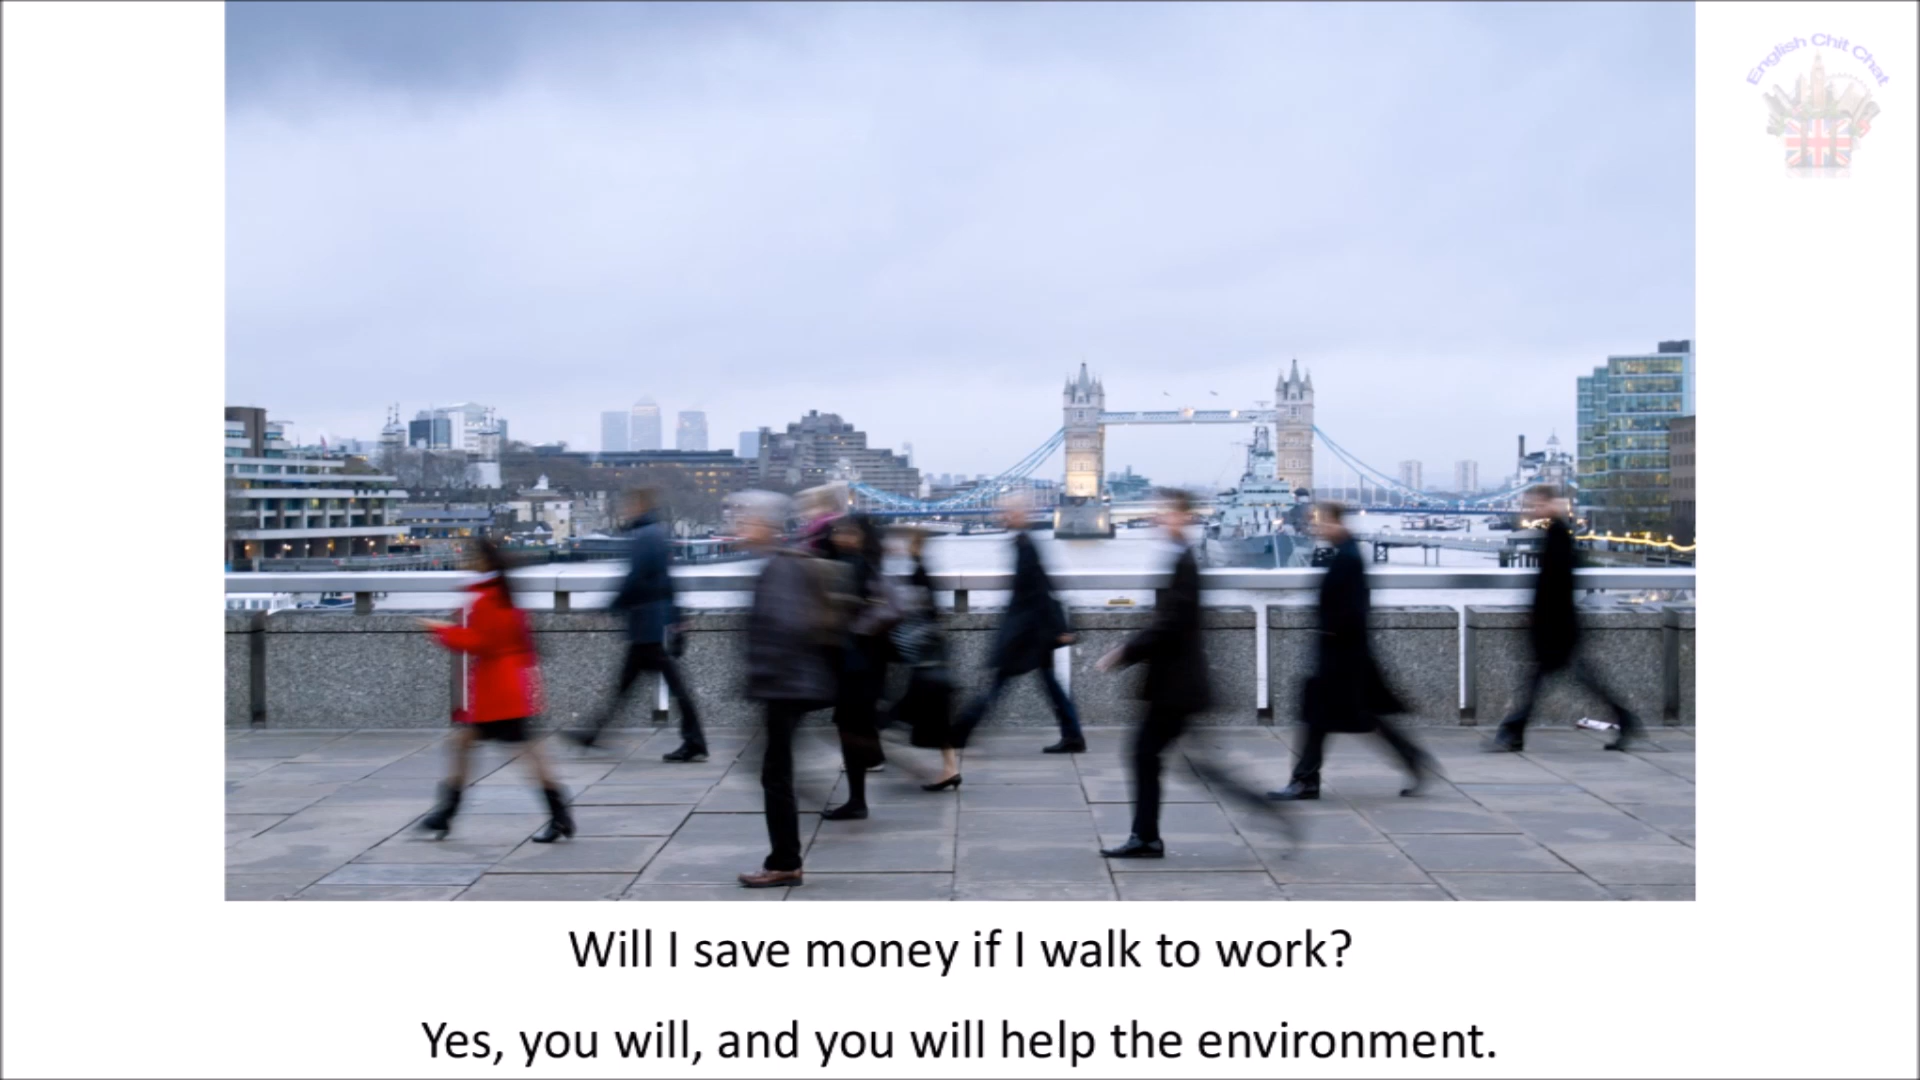 English Chit Chat
Will I save money if I walk to work?
Yes, you will, and you will help the environment.